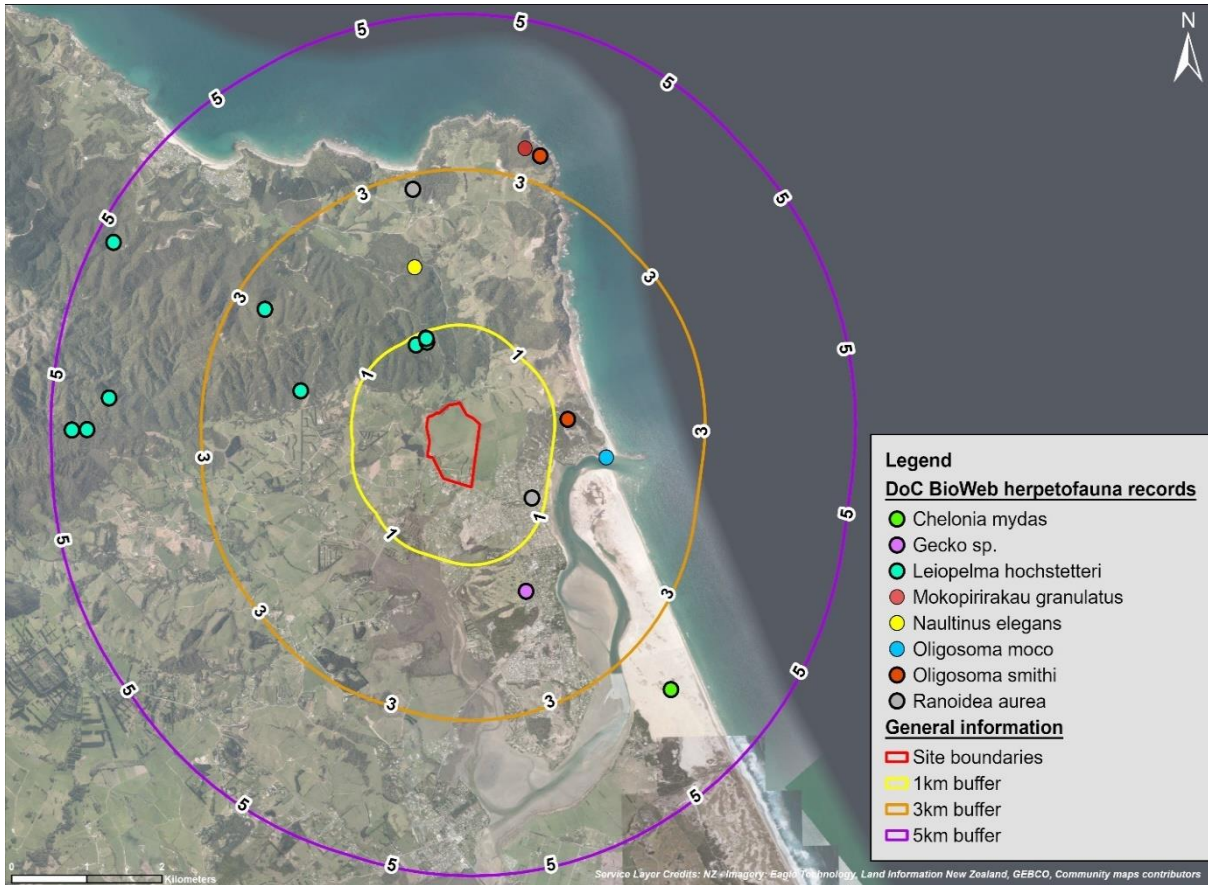 N
5 5
5 5
5
3 3
5
3
3
5
1
5
1
3
3
5
1
1
5
3
3
5
5
3
3
5
5
5
5
Legend
DoC BioWeb herpetofauna records
Chelonia mydas
Gecko sp.
Leiopelma hochstetteri
Mokopirirakau granulatus
Naultinus elegans
Oligosoma moco
Oligosoma smithi
Ranoidea aurea
General information
Site boundaries
1km buffer
3km buffer
5km buffer
0 1 2
Kilometers
Service Layer Credits: NZ - Imagery: Eagle Technology, Land Information New Zealand, GEBCO, Community maps contributors